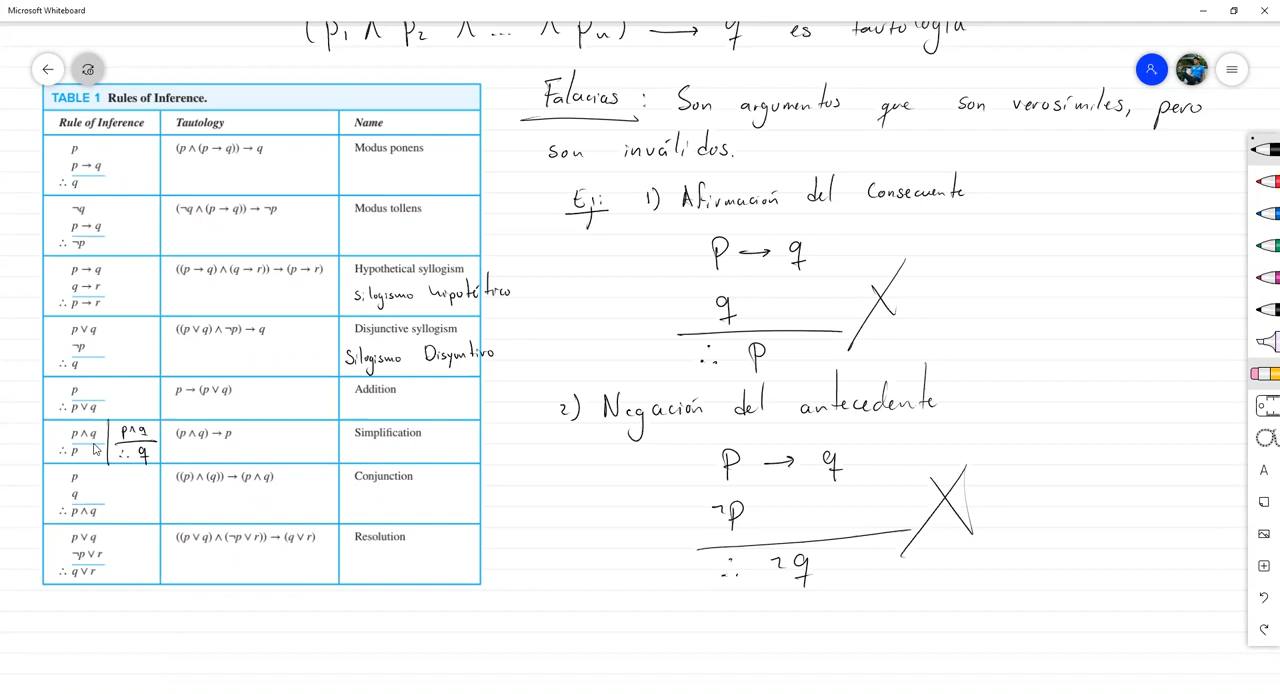 Microsoft Whiteboard
(p₁ ∧ p₂ ∧ ... ∧ pₙ) → q es tautología
TABLE 1 Rules of Inference.
Rule of Inference Tautology Name
p
p → q
∴ q
(p ∧ (p → q)) → q
Modus ponens
¬q
p → q
∴ ¬p
(¬q ∧ (p → q)) → ¬p
Modus tollens
p → q
q → r
∴ p → r
((p → q) ∧ (q → r)) → (p → r)
Hypothetical syllogism
Silogismo hipotético
p ∨ q
¬p
∴ q
((p ∨ q) ∧ ¬p) → q
Disjunctive syllogism
Silogismo Disyuntivo
p
∴ p ∨ q
p → (p ∨ q)
Addition
p ∧ q
∴ p
p ∧ q
∴ q
(p ∧ q) → p
Simplification
p
q
∴ p ∧ q
((p) ∧ (q)) → (p ∧ q)
Conjunction
p ∨ q
¬p ∨ r
∴ q ∨ r
((p ∨ q) ∧ (¬p ∨ r)) → (q ∨ r)
Resolution
Falacias : Son argumentos que son verosímiles, pero
son inválidos.
Ej: 1) Afirmación del Consecuente
p → q
q
∴ p
2) Negación del antecedente
p → q
¬p
∴ ¬q
A